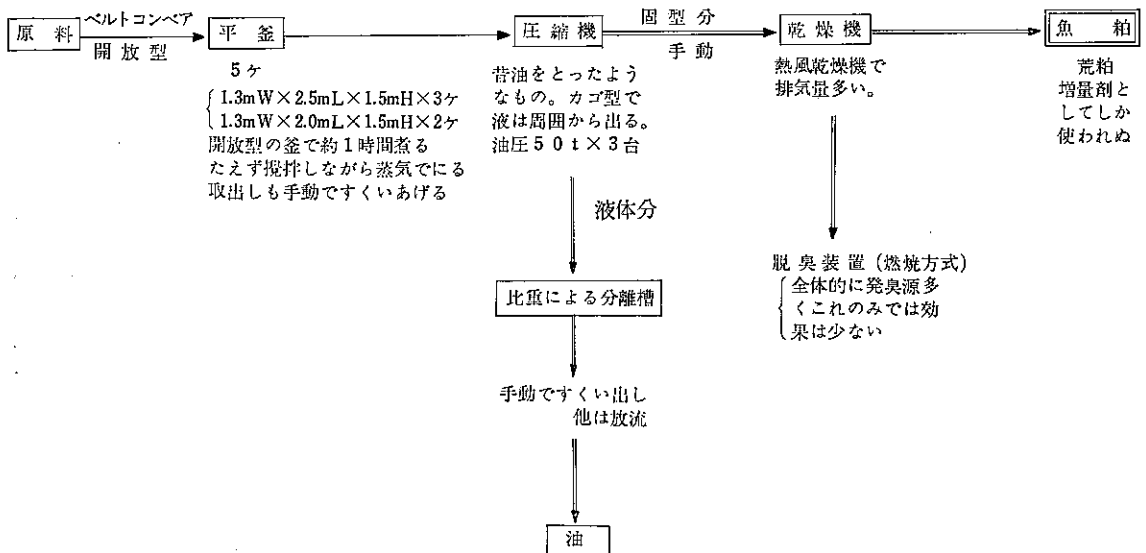 原料
ベルトコンベア
開放型
平釜
5ケ
1.3mW×2.5mL×1.5mH×3ケ
1.3mW×2.0mL×1.5mH×2ケ
開放型の釜で約1時間煮る
たえず攪拌しながら蒸気でにる
取出しも手動ですくいあげる
圧縮機
昔油をとったよう
なもの。カゴ型で
液は周囲から出る。
油圧50t×3台
固型分
手動
乾燥機
熱風乾燥機で
排気量多い。
魚粕
荒粕
増量剤と
してしか
使われぬ
液体分
脱臭装置(燃焼方式)
全体的に発臭源多
くこれのみでは効
果は少ない
比重による分離槽
手動ですくい出し
他は放流
油